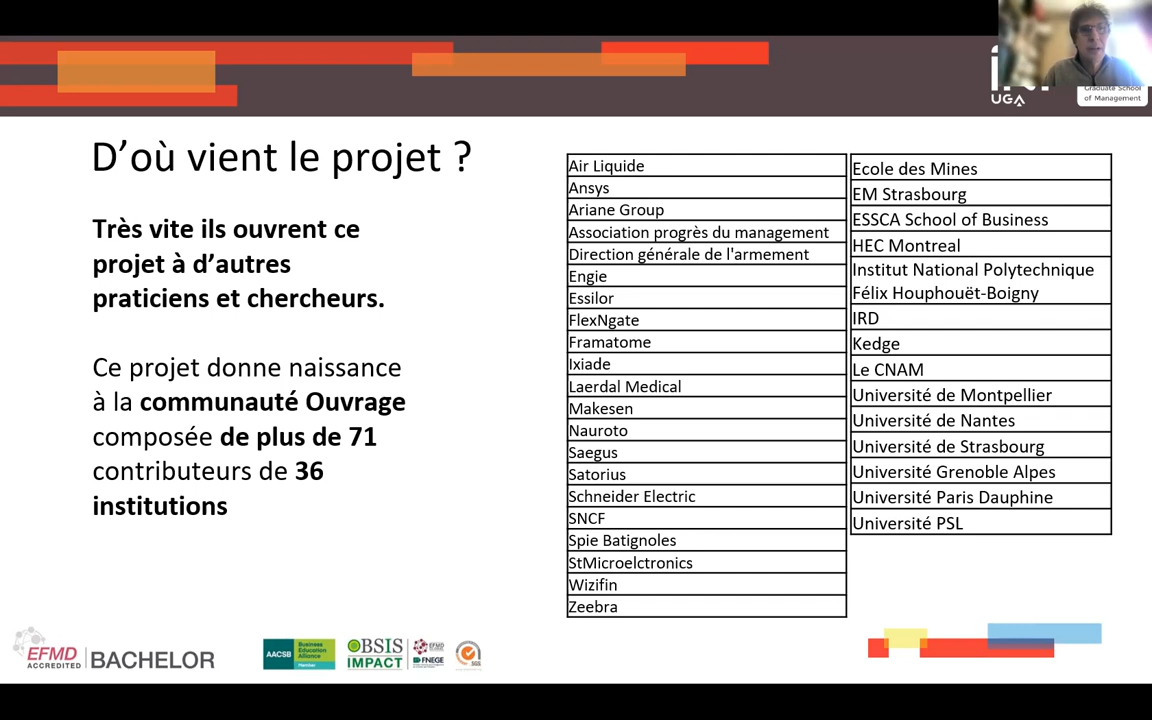 UGA
Graduate School
of Management
D’où vient le projet ?
Très vite ils ouvrent ce
projet à d’autres
praticiens et chercheurs.
Ce projet donne naissance
à la communauté Ouvrage
composée de plus de 71
contributeurs de 36
institutions
Air Liquide
Ansys
Ariane Group
Association progrès du management
Direction générale de l'armement
Engie
Essilor
FlexNgate
Framatome
Ixiade
Laerdal Medical
Makesen
Nauroto
Saegus
Satorius
Schneider Electric
SNCF
Spie Batignoles
StMicroelctronics
Wizifin
Zeebra
Ecole des Mines
EM Strasbourg
ESSCA School of Business
HEC Montreal
Institut National Polytechnique
Félix Houphouët-Boigny
IRD
Kedge
Le CNAM
Université de Montpellier
Université de Nantes
Université de Strasbourg
Université Grenoble Alpes
Université Paris Dauphine
Université PSL
EFMD
ACCREDITED
BACHELOR
AACSB
Business
Education
Alliance
Member
BSIS
IMPACT
EFMD
FNEGE